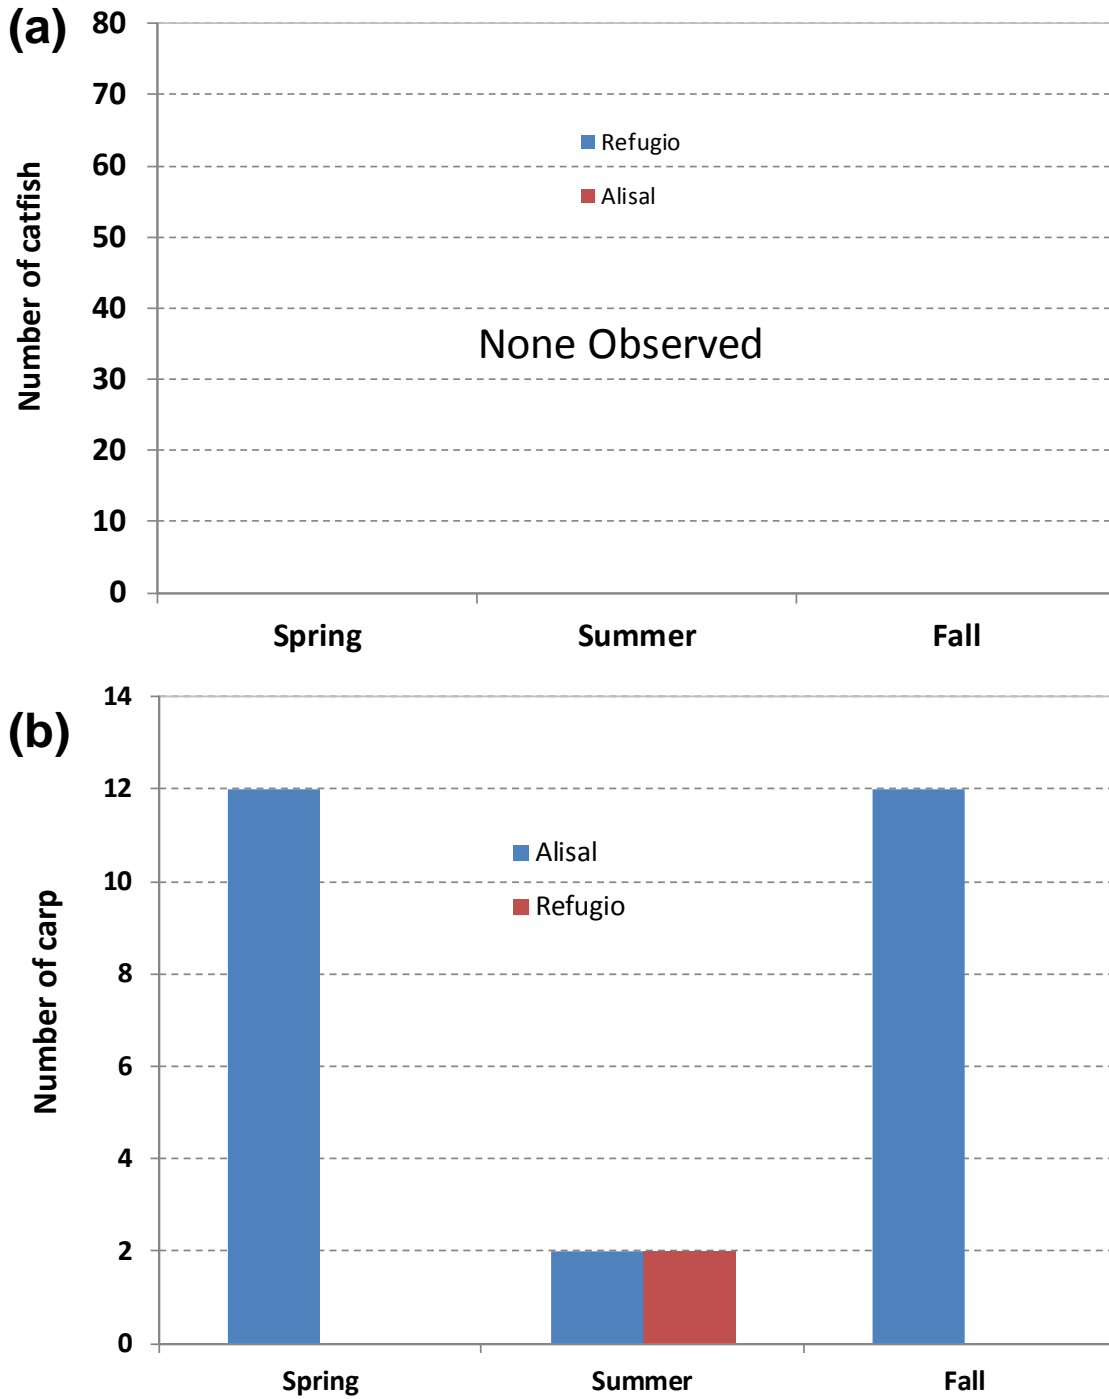 (a)
Number of catfish
80
70
60
50
40
30
20
10
0
Refugio
Alisal
None Observed
Spring Summer Fall
(b)
Number of carp
14
12
10
8
6
4
2
0
Alisal
Refugio
Spring Summer Fall